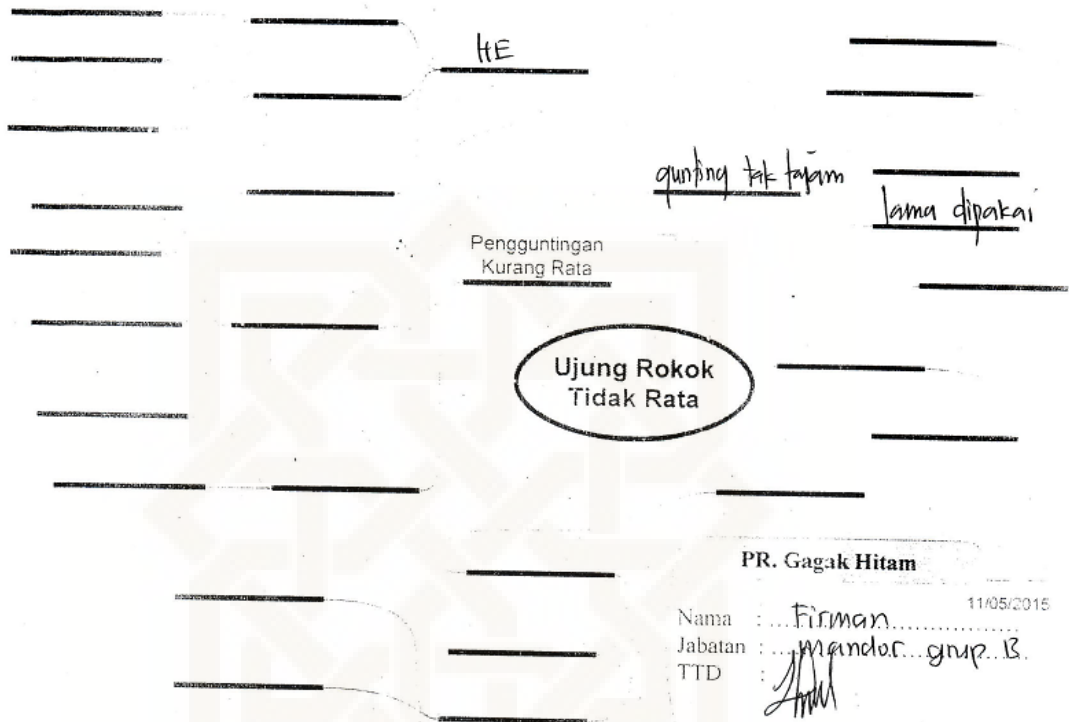 HE
gunting tak tajam
lama dipakai
Pengguntingan
Kurang Rata
Ujung Rokok
Tidak Rata
PR. Gagak Hitam
11/05/2015
Nama : Firman
Jabatan : Mandor grup B
TTD :